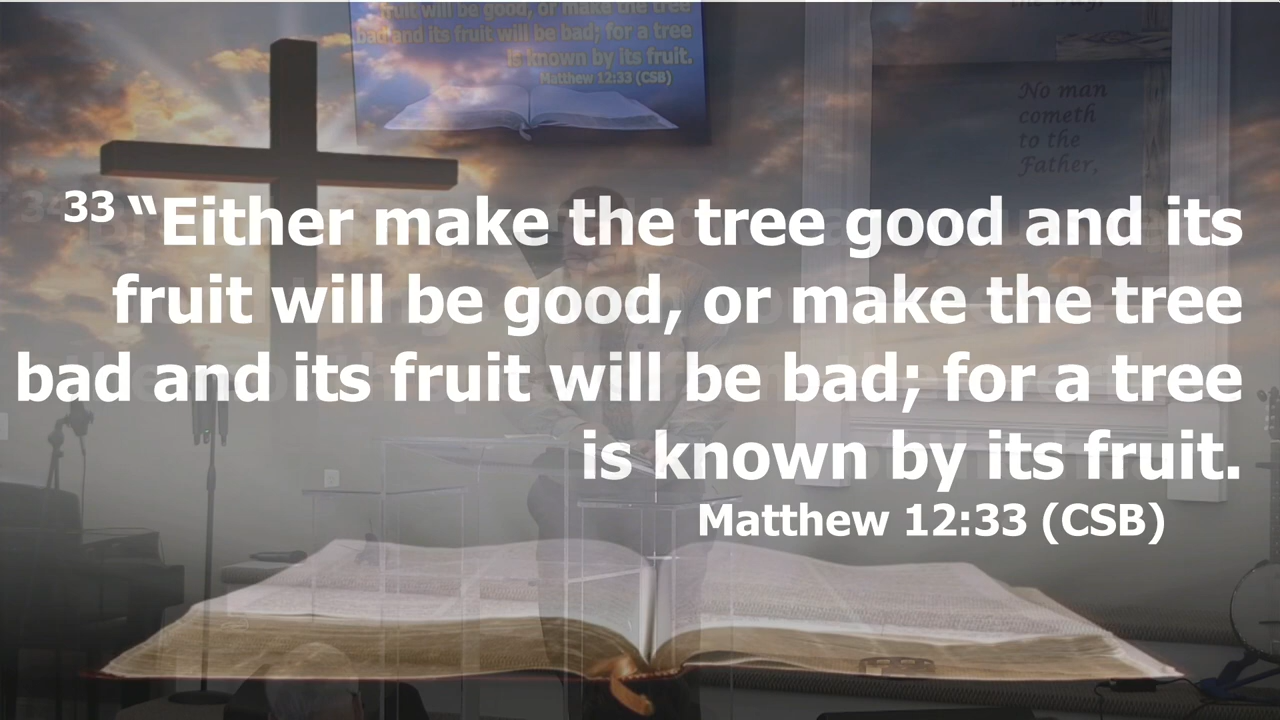 fruit will be good, or make the tree
bad and its fruit will be bad; for a tree
is known by its fruit.
Matthew 12:33 (CSB)
No man
cometh
to the
Father,
33 “Either make the tree good and its
fruit will be good, or make the tree
bad and its fruit will be bad; for a tree
is known by its fruit.
Matthew 12:33 (CSB)